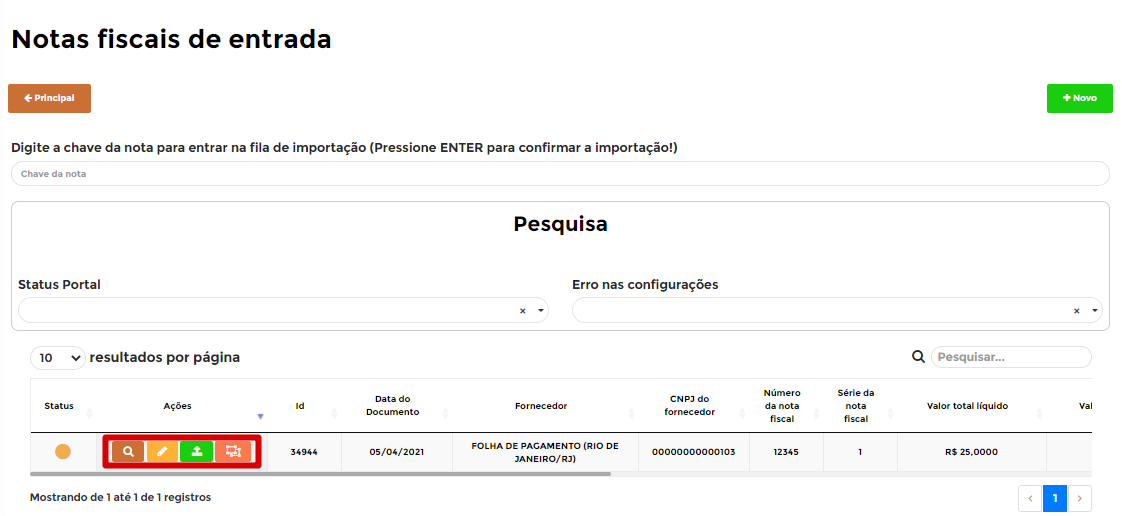 Notas fiscais de entrada
Principal
Novo
Digite a chave da nota para entrar na fila de importação (Pressione ENTER para confirmar a importação!)
Chave da nota
Pesquisa
Status Portal
Erro nas configurações
× 
×
10 resultados por página
Pesquisar...
Status
Ações
Id
Data do
Documento
Fornecedor
CNPJ do
fornecedor
Número
da nota
fiscal
Série da
nota
fiscal
Valor total líquido
Val
34944
05/04/2021
FOLHA DE PAGAMENTO (RIO DE
JANEIRO/RJ)
00000000000103
12345
1
R$ 25,0000
Mostrando de 1 até 1 de 1 registros
‹ 1 ›